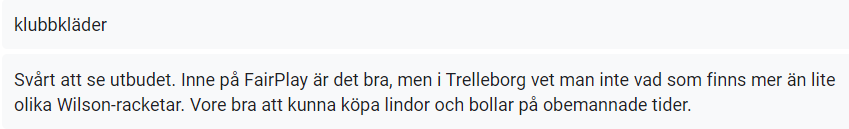 klubbkläder
Svårt att se utbudet. Inne på FairPlay är det bra, men i Trelleborg vet man inte vad som finns mer än lite
olika Wilson-racketar. Vore bra att kunna köpa lindor och bollar på obemannade tider.